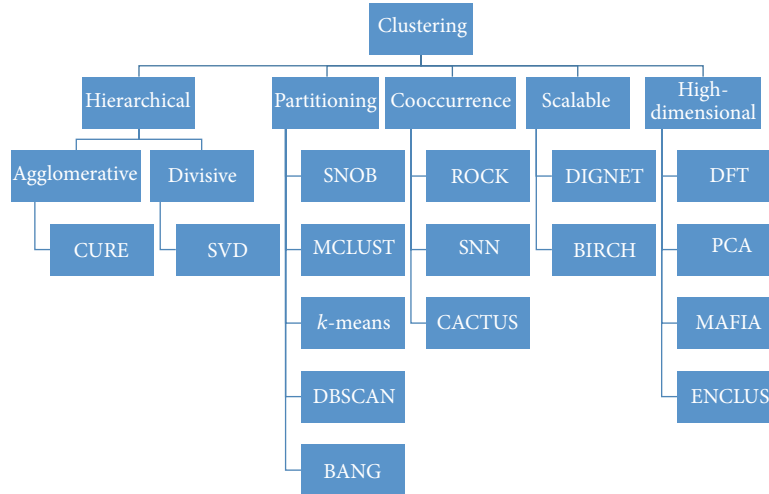 Clustering
Hierarchical
Partitioning
Cooccurrence
Scalable
High-
dimensional
Agglomerative
Divisive
SNOB
ROCK
DIGNET
DFT
CURE
SVD
MCLUST
SNN
BIRCH
PCA
k-means
CACTUS
MAFIA
DBSCAN
ENCLUS
BANG